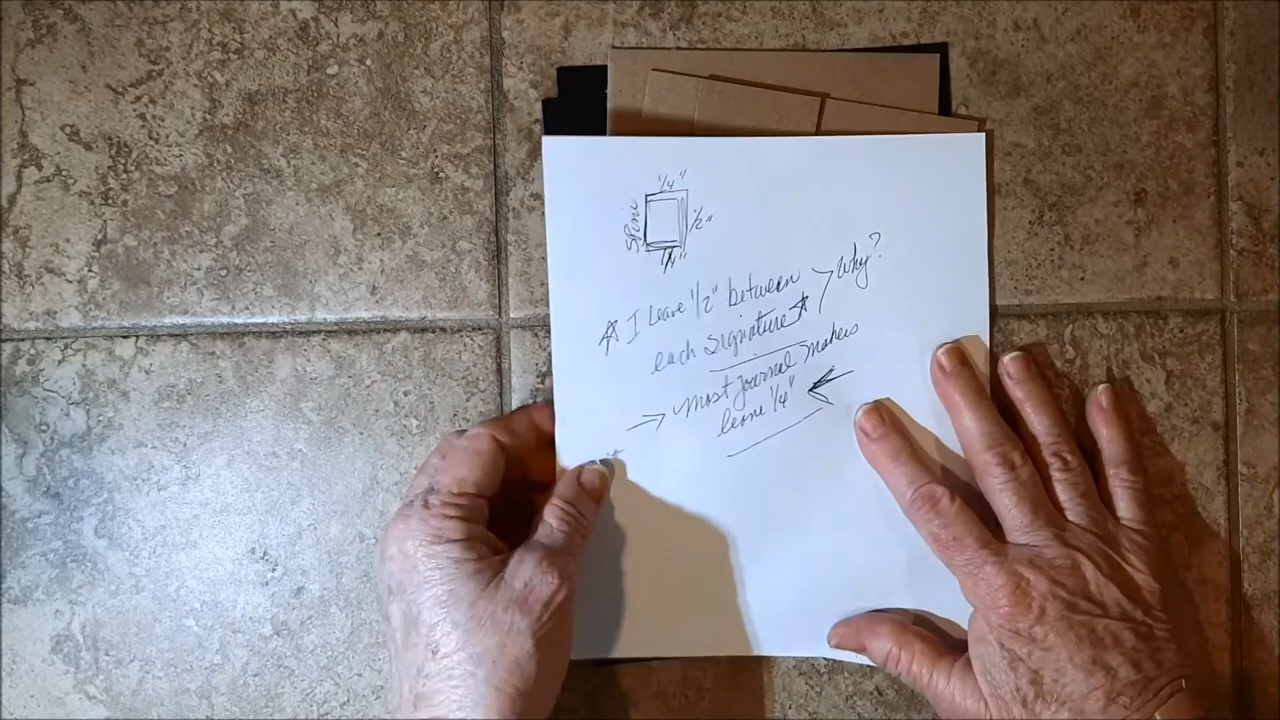 1/4"
Spine
1/2"
1/4"
I leave 1/2" between
each signature
Why?
Most Journal Makers
leave 1/4"